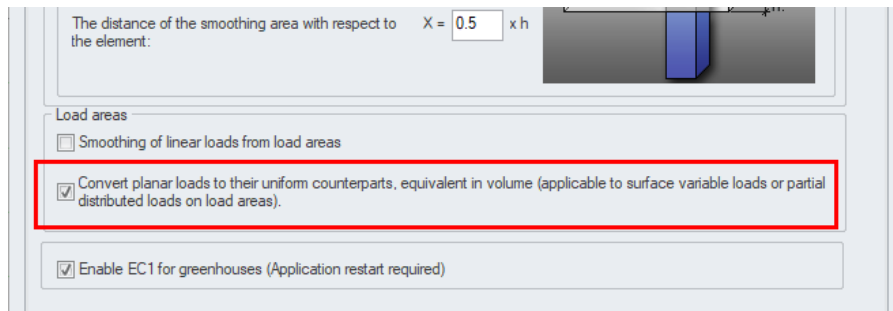 The distance of the smoothing area with respect to the element: X = 0.5 x h
Load areas
Smoothing of linear loads from load areas
Convert planar loads to their uniform counterparts, equivalent in volume (applicable to surface variable loads or partial
distributed loads on load areas).
Enable EC1 for greenhouses (Application restart required)